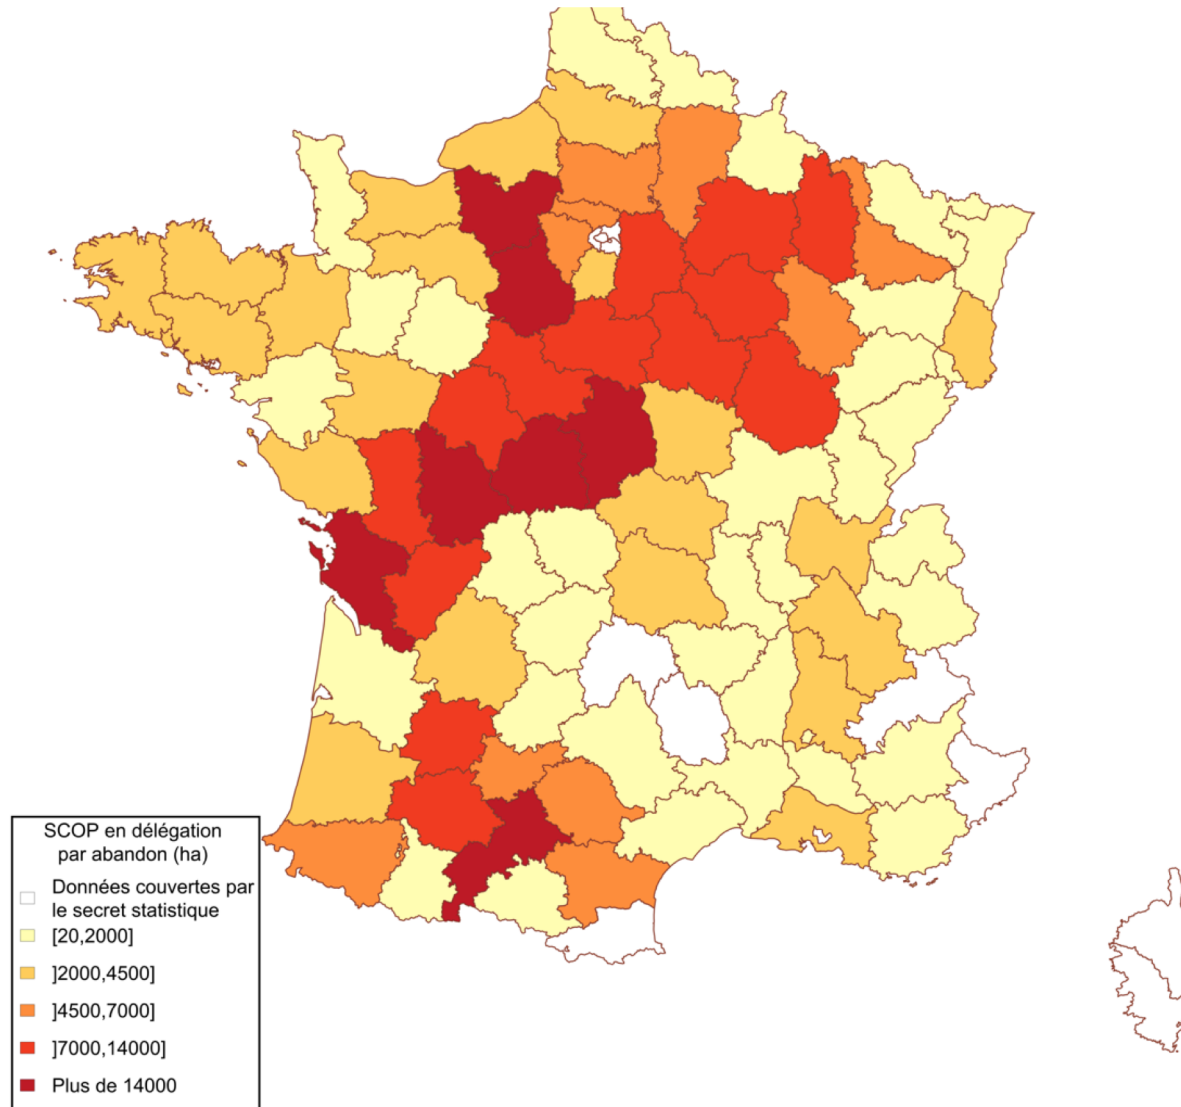 SCOP en délégation
par abandon (ha)
Données couvertes par
le secret statistique
[20,2000]
]2000,4500]
]4500,7000]
]7000,14000]
Plus de 14000